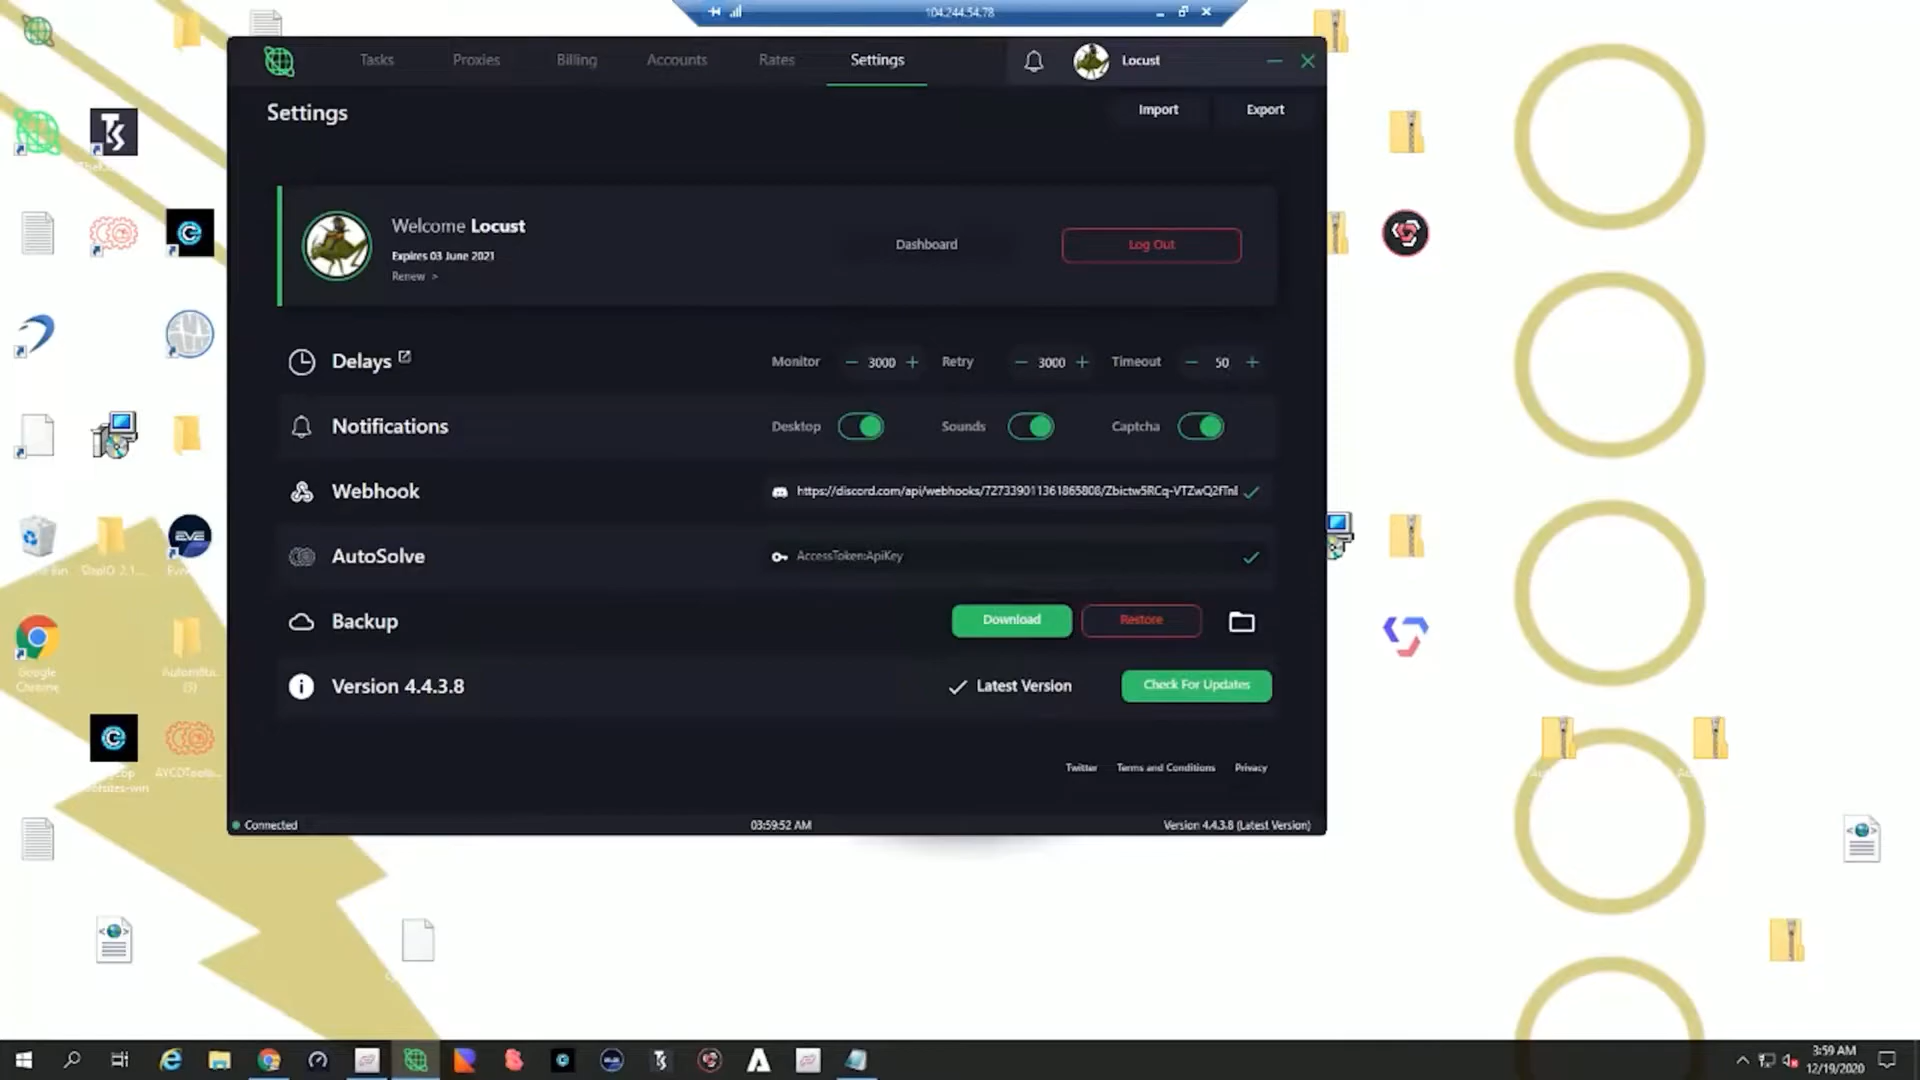 104.244.54.78
Tasks
Proxies
Billing
Accounts
Rates
Settings
Locust
Settings
Import
Export
Welcome Locust
Expires 03 June 2021
Renew >
Dashboard
Log Out
Delays
Monitor
3000
Retry
3000
Timeout
50
Notifications
Desktop
Sounds
Captcha
Webhook
https://discord.com/api/webhooks/727339011361865808/Zbictw5RCq-VTZwQ2fTnI
AutoSolve
AccessToken:ApiKey
Backup
Download
Restore
Version 4.4.3.8
Latest Version
Check For Updates
Twitter
Terms and Conditions
Privacy
Connected
03:59:52 AM
Version 4.4.3.8 (Latest Version)
EVE
Google
Chrome
(3)
3:59 AM
12/19/2020